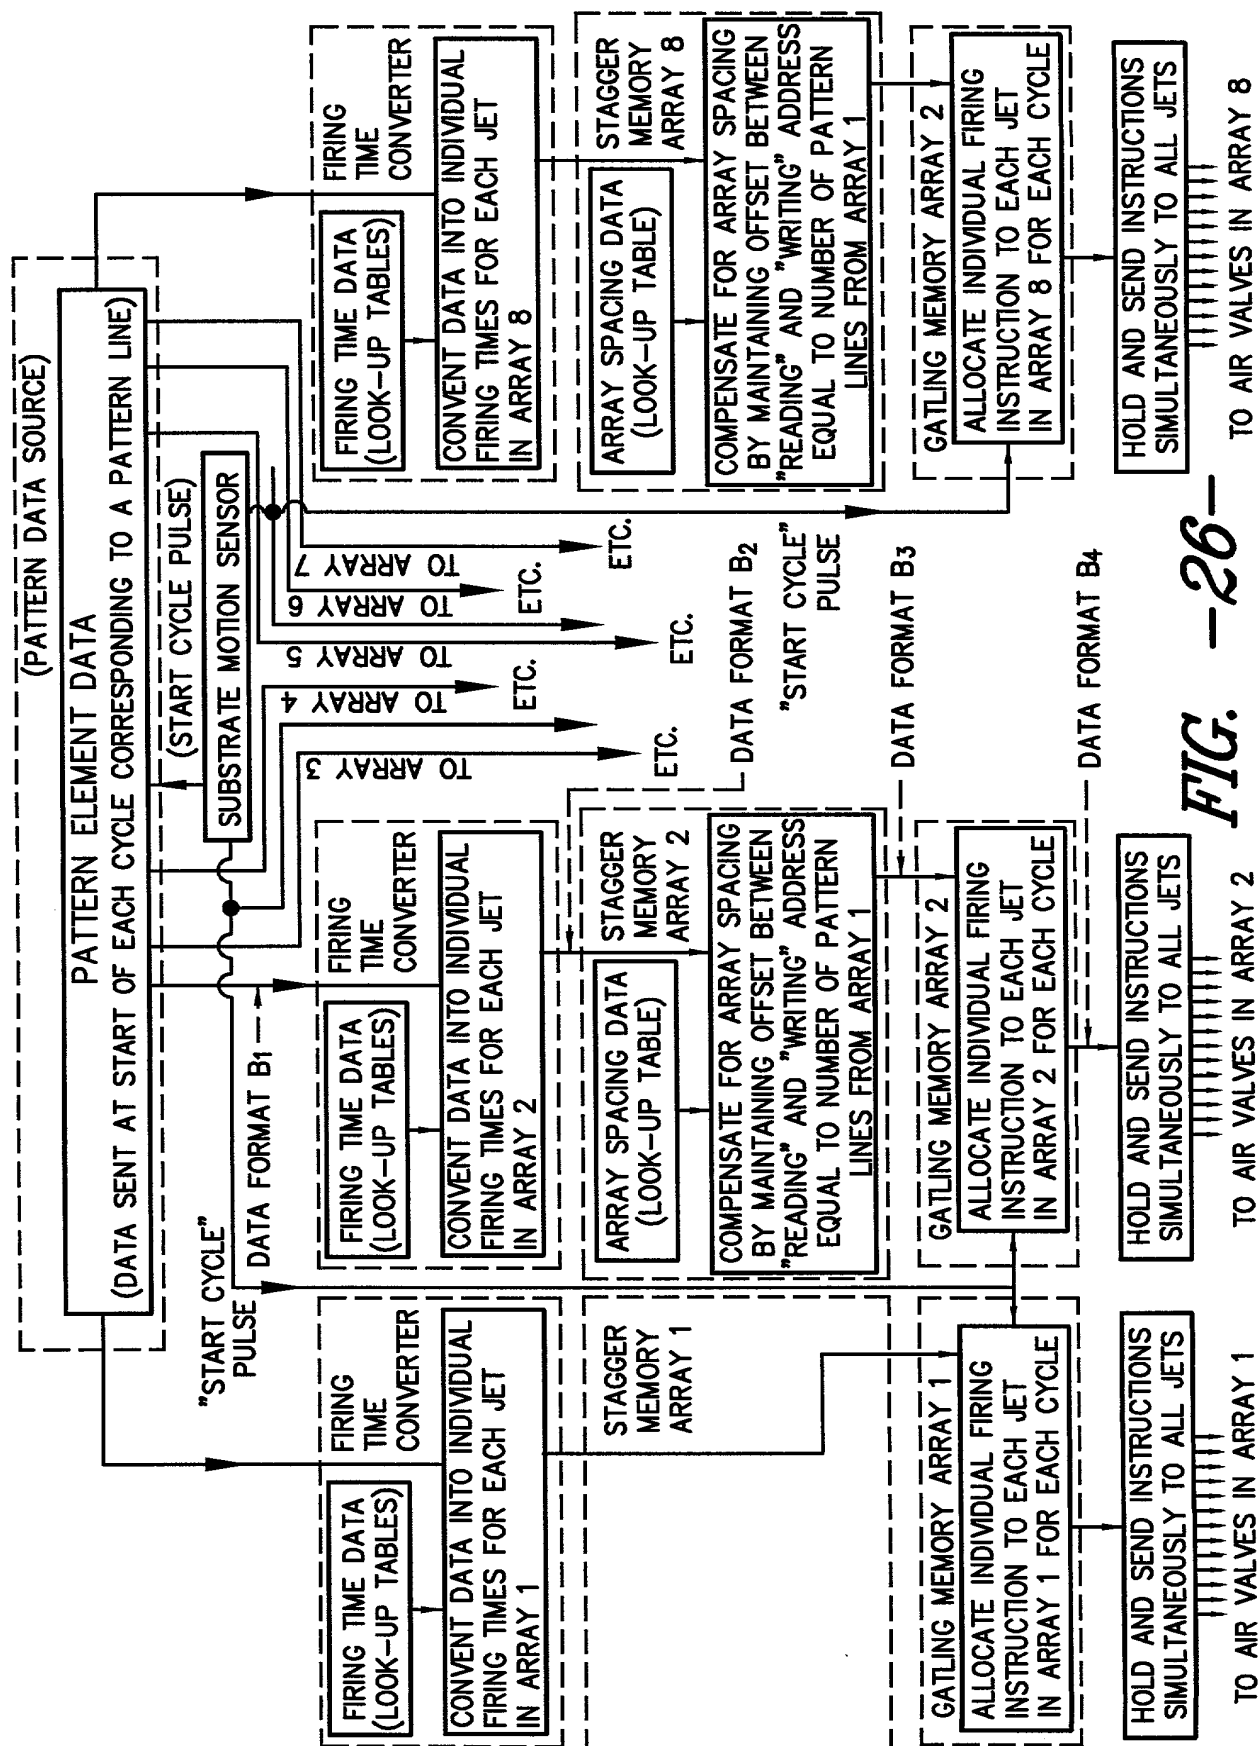 (PATTERN DATA SOURCE)
PATTERN ELEMENT DATA
(DATA SENT AT START OF EACH CYCLE CORRESPONDING TO A PATTERN LINE)
(START CYCLE PULSE)
SUBSTRATE MOTION SENSOR
"START CYCLE"
PULSE
DATA FORMAT B1
FIRING TIME DATA
(LOOK-UP TABLES)
FIRING
TIME
CONVERTER
CONVENT DATA INTO INDIVIDUAL
FIRING TIMES FOR EACH JET
IN ARRAY 1
STAGGER
MEMORY
ARRAY 1
GATLING MEMORY ARRAY 1
ALLOCATE INDIVIDUAL FIRING
INSTRUCTION TO EACH JET
IN ARRAY 1 FOR EACH CYCLE
HOLD AND SEND INSTRUCTIONS
SIMULTANEOUSLY TO ALL JETS
TO AIR VALVES IN ARRAY 1
FIRING TIME DATA
(LOOK-UP TABLES)
FIRING
TIME
CONVERTER
CONVENT DATA INTO INDIVIDUAL
FIRING TIMES FOR EACH JET
IN ARRAY 2
DATA FORMAT B2
ARRAY SPACING DATA
(LOOK-UP TABLE)
STAGGER
MEMORY
ARRAY 2
COMPENSATE FOR ARRAY SPACING
BY MAINTAINING OFFSET BETWEEN
"READING" AND "WRITING" ADDRESS
EQUAL TO NUMBER OF PATTERN
LINES FROM ARRAY 1
DATA FORMAT B3
GATLING MEMORY ARRAY 2
ALLOCATE INDIVIDUAL FIRING
INSTRUCTION TO EACH JET
IN ARRAY 2 FOR EACH CYCLE
DATA FORMAT B4
HOLD AND SEND INSTRUCTIONS
SIMULTANEOUSLY TO ALL JETS
TO AIR VALVES IN ARRAY 2
TO ARRAY 3
ETC.
TO ARRAY 4
ETC.
TO ARRAY 5
ETC.
TO ARRAY 6
ETC.
TO ARRAY 7
ETC.
"START CYCLE"
PULSE
FIRING TIME DATA
(LOOK-UP TABLES)
FIRING
TIME
CONVERTER
CONVENT DATA INTO INDIVIDUAL
FIRING TIMES FOR EACH JET
IN ARRAY 8
ARRAY SPACING DATA
(LOOK-UP TABLE)
STAGGER
MEMORY
ARRAY 8
COMPENSATE FOR ARRAY SPACING
BY MAINTAINING OFFSET BETWEEN
"READING" AND "WRITING" ADDRESS
EQUAL TO NUMBER OF PATTERN
LINES FROM ARRAY 1
GATLING MEMORY ARRAY 2
ALLOCATE INDIVIDUAL FIRING
INSTRUCTION TO EACH JET
IN ARRAY 8 FOR EACH CYCLE
HOLD AND SEND INSTRUCTIONS
SIMULTANEOUSLY TO ALL JETS
TO AIR VALVES IN ARRAY 8
FIG. -26-